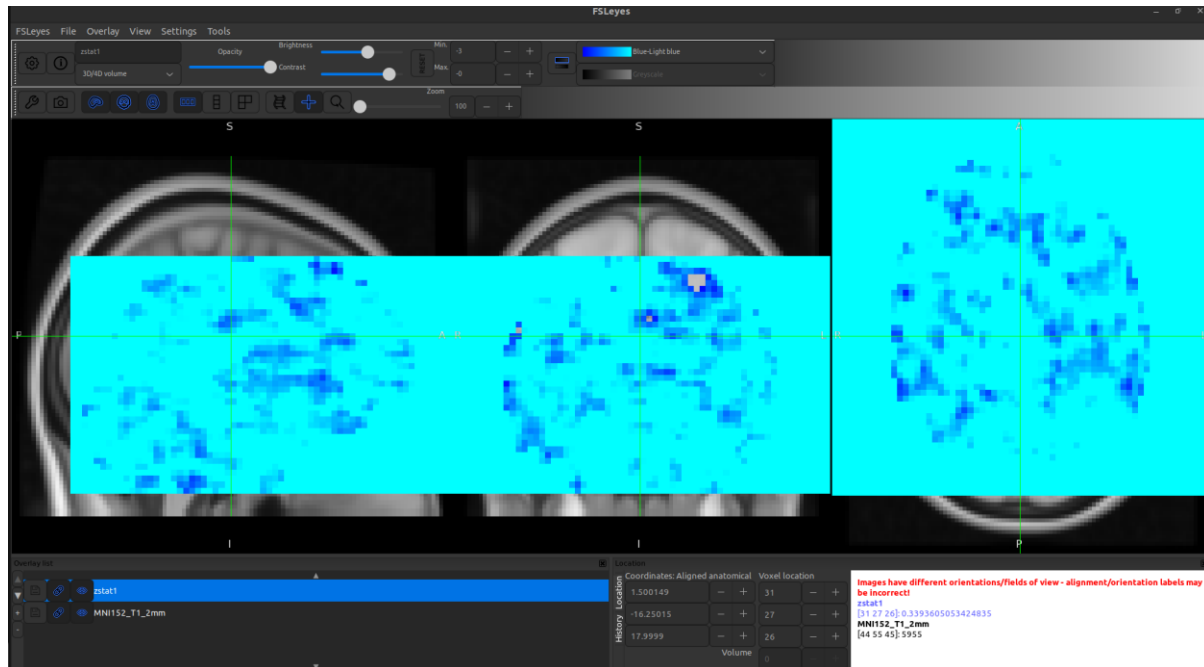 FSLeyes
FSLeyes File Overlay View Settings Tools
zstat1 Opacity Brightness Contrast RESET Min. -3 − + Max. -0 − + Blue-Light blue
3D/4D volume Greyscale
Zoom
100 − +
S S A
P A R L R L
I I P
Overlay list Location
zstat1
MNI152_T1_2mm
History Location
Coordinates: Aligned anatomical Voxel location
1.500149 − + 31 − +
-16.25015 − + 27 − +
17.9999 − + 26 − +
Volume 0
Images have different orientations/fields of view - alignment/orientation labels may
be incorrect!
zstat1
[31 27 26]: 0.3393605053424835
MNI152_T1_2mm
[44 55 45]: 5955